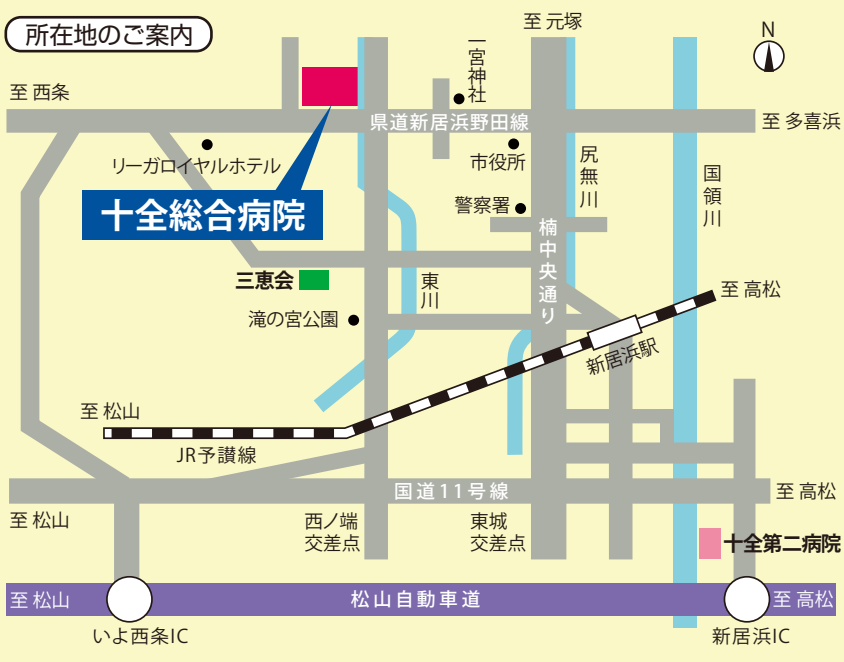 所在地のご案内
至 元塚
N
一宮神社
至 西条
県道新居浜野田線
至 多喜浜
リーガロイヤルホテル
市役所
尻無川
国領川
十全総合病院
警察署
楠中央通り
三恵会
東川
至 高松
滝の宮公園
新居浜駅
至 松山
JR予讃線
国道11号線
至 高松
至 松山
西ノ端
交差点
東城
交差点
十全第二病院
至 松山
松山自動車道
至 高松
いよ西条IC
新居浜IC